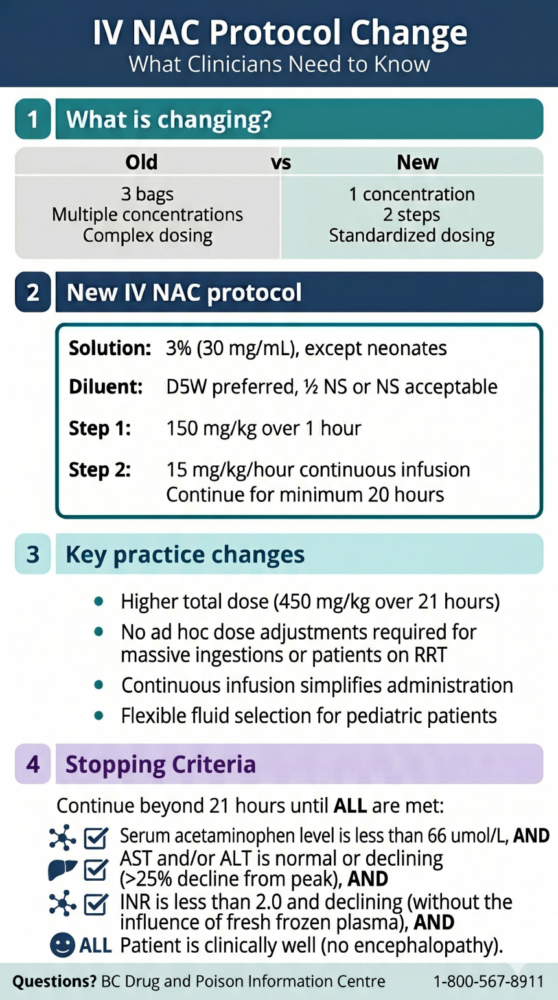 IV NAC Protocol Change
What Clinicians Need to Know
1 What is changing?
Old vs New
3 bags
Multiple concentrations
Complex dosing
1 concentration
2 steps
Standardized dosing
2 New IV NAC protocol
Solution: 3% (30 mg/mL), except neonates
Diluent: D5W preferred, ½ NS or NS acceptable
Step 1: 150 mg/kg over 1 hour
Step 2: 15 mg/kg/hour continuous infusion
Continue for minimum 20 hours
3 Key practice changes
• Higher total dose (450 mg/kg over 21 hours)
• No ad hoc dose adjustments required for
massive ingestions or patients on RRT
• Continuous infusion simplifies administration
• Flexible fluid selection for pediatric patients
4 Stopping Criteria
Continue beyond 21 hours until ALL are met:
Serum acetaminophen level is less than 66 umol/L, AND
AST and/or ALT is normal or declining
(>25% decline from peak), AND
INR is less than 2.0 and declining (without the
influence of fresh frozen plasma), AND
ALL Patient is clinically well (no encephalopathy).
Questions? BC Drug and Poison Information Centre 1-800-567-8911